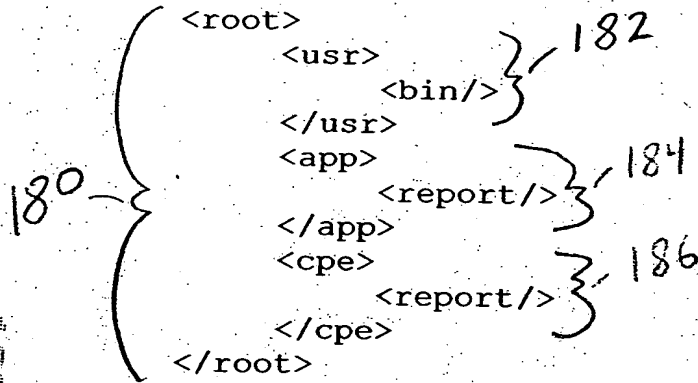 <root>
<usr> 182
<bin/>
</usr>
<app>
184
<report/>
180
</app>
<cpe>
186
<report/>
</cpe>
</root>